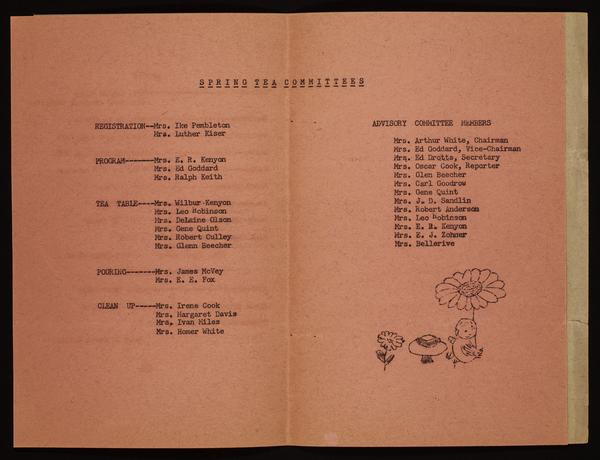 SPRING TEA COMMITTEES
REGISTRATION--Mrs. Ike Pembleton
Mrs. Luther Kiser
PROGRAM-------Mrs. E. R. Kenyon
Mrs. Ed Goddard
Mrs. Ralph Keith
TEA TABLE----Mrs. Wilbur Kenyon
Mrs. Leo Robinson
Mrs. DeLaine Olson
Mrs. Gene Quint
Mrs. Robert Culley
Mrs. Glenn Beecher
POURING-------Mrs. James McVey
Mrs. E. E. Fox
CLEAN UP-----Mrs. Irene Cook
Mrs. Margaret Davis
Mrs. Ivan Miles
Mrs. Homer White
ADVISORY COMMITTEE MEMBERS
Mrs. Arthur White, Chairman
Mrs. Ed Goddard, Vice-Chairman
Mrs. Ed Drotts, Secretary
Mrs. Oscar Cook, Reporter
Mrs. Glen Beecher
Mrs. Carl Goodrow
Mrs. Gene Quint
Mrs. J. D. Sandlin
Mrs. Robert Anderson
Mrs. Leo Robinson
Mrs. E. R. Kenyon
Mrs. E. J. Zohner
Mrs. Bellerive